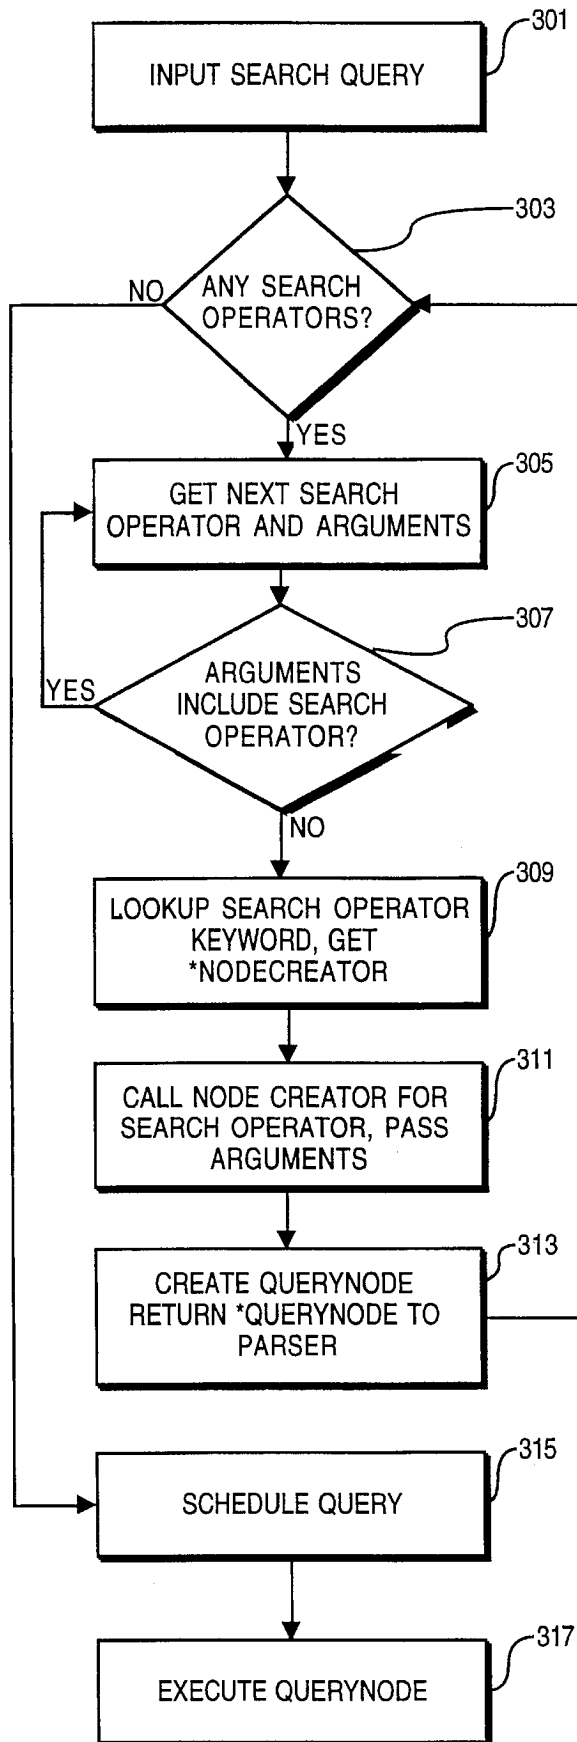 301
INPUT SEARCH QUERY
303
NO
ANY SEARCH
OPERATORS?
YES
305
GET NEXT SEARCH
OPERATOR AND ARGUMENTS
307
YES
ARGUMENTS
INCLUDE SEARCH
OPERATOR?
NO
309
LOOKUP SEARCH OPERATOR
KEYWORD, GET
*NODECREATOR
311
CALL NODE CREATOR FOR
SEARCH OPERATOR, PASS
ARGUMENTS
313
CREATE QUERYNODE
RETURN *QUERYNODE TO
PARSER
315
SCHEDULE QUERY
317
EXECUTE QUERYNODE